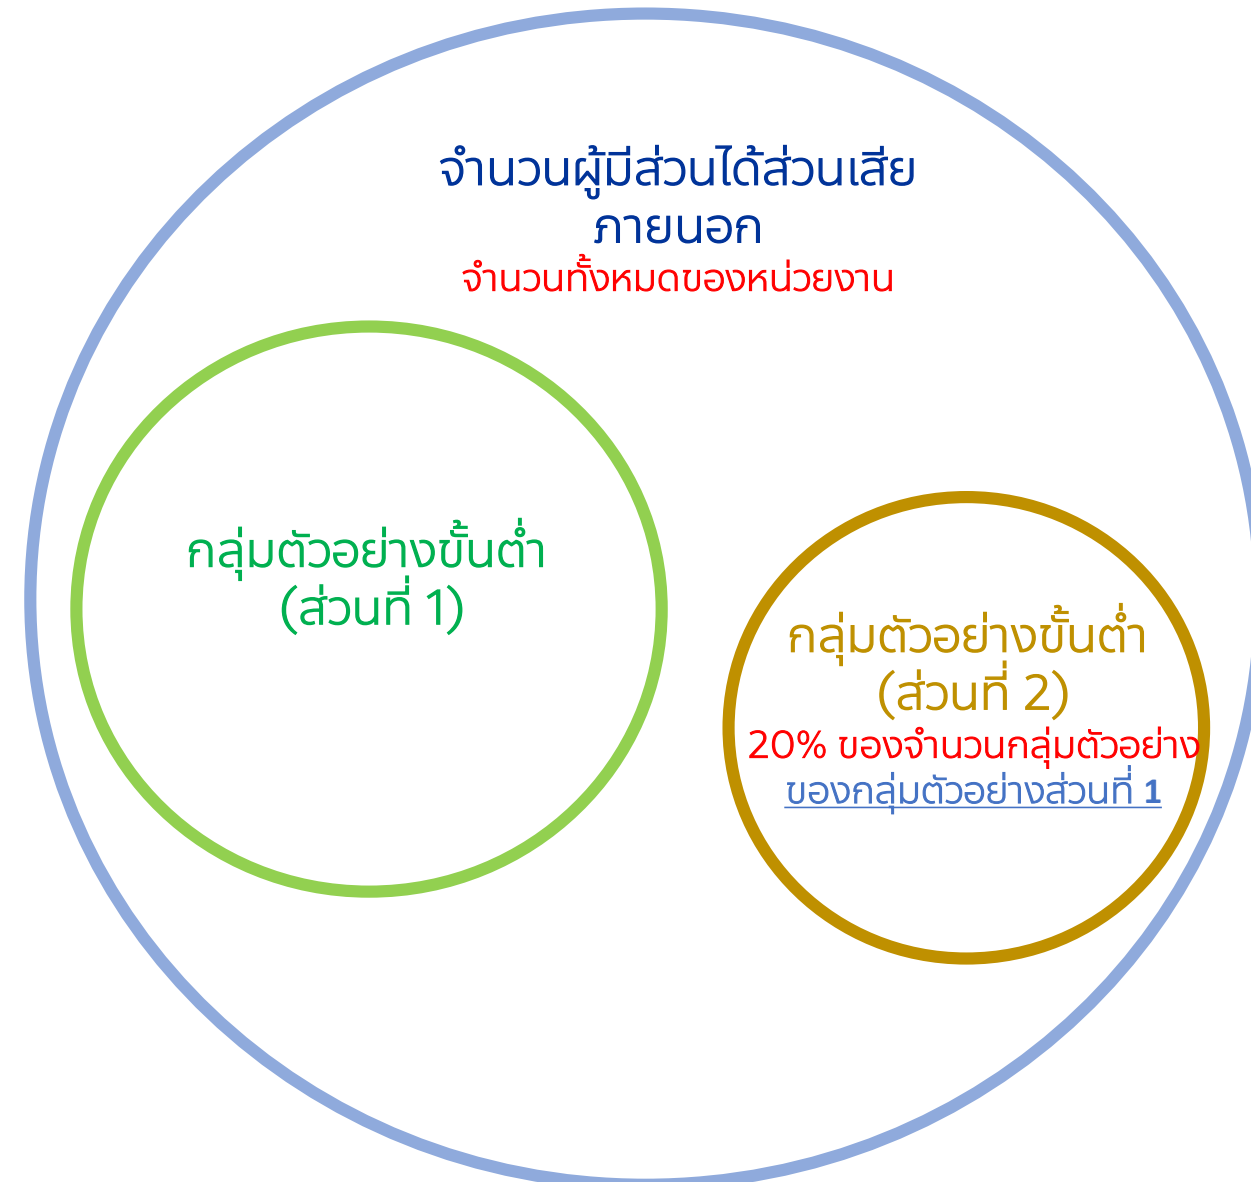 จำนวนผู้มีส่วนได้ส่วนเสีย
ภายนอก
จำนวนทั้งหมดของหน่วยงาน
กลุ่มตัวอย่างขั้นต่ำ
(ส่วนที่ 1)
กลุ่มตัวอย่างขั้นต่ำ
(ส่วนที่ 2)
20% ของจำนวนกลุ่มตัวอย่าง
ของกลุ่มตัวอย่างส่วนที่ 1